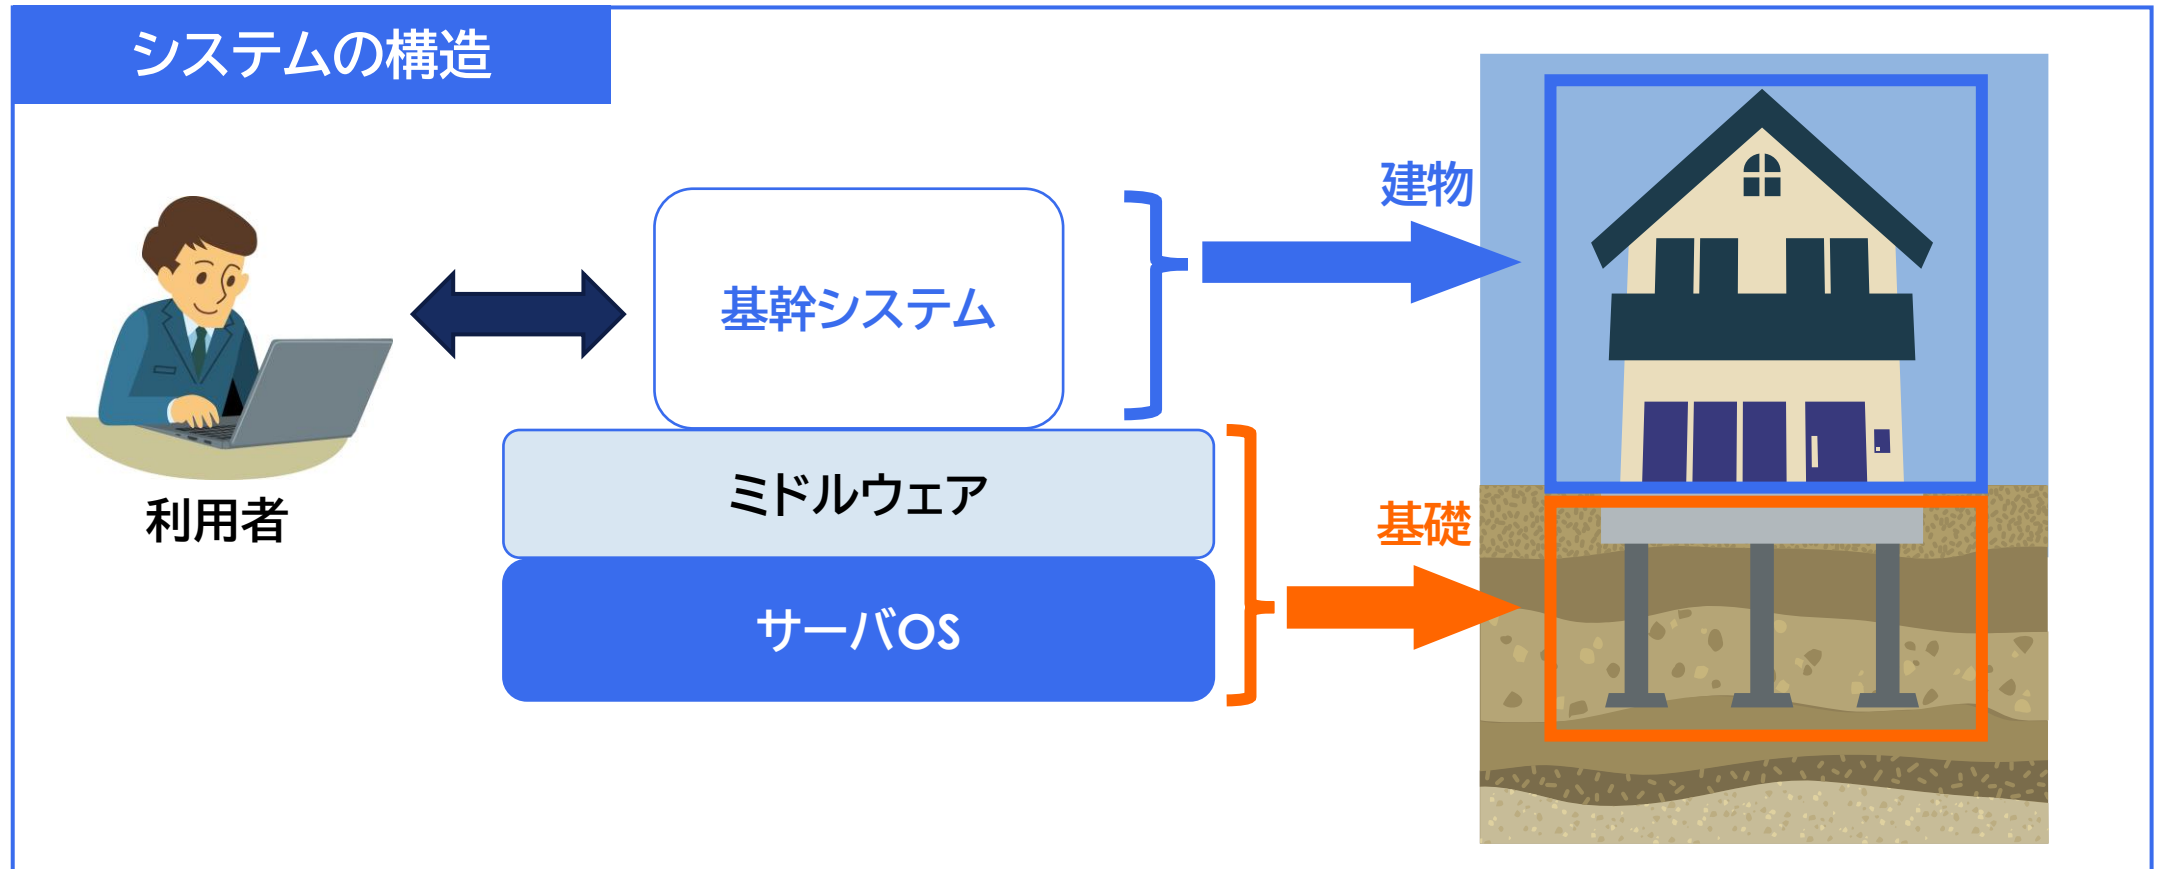 システムの構造
建物
基幹システム
ミドルウェア
利用者
基礎
サーバOS